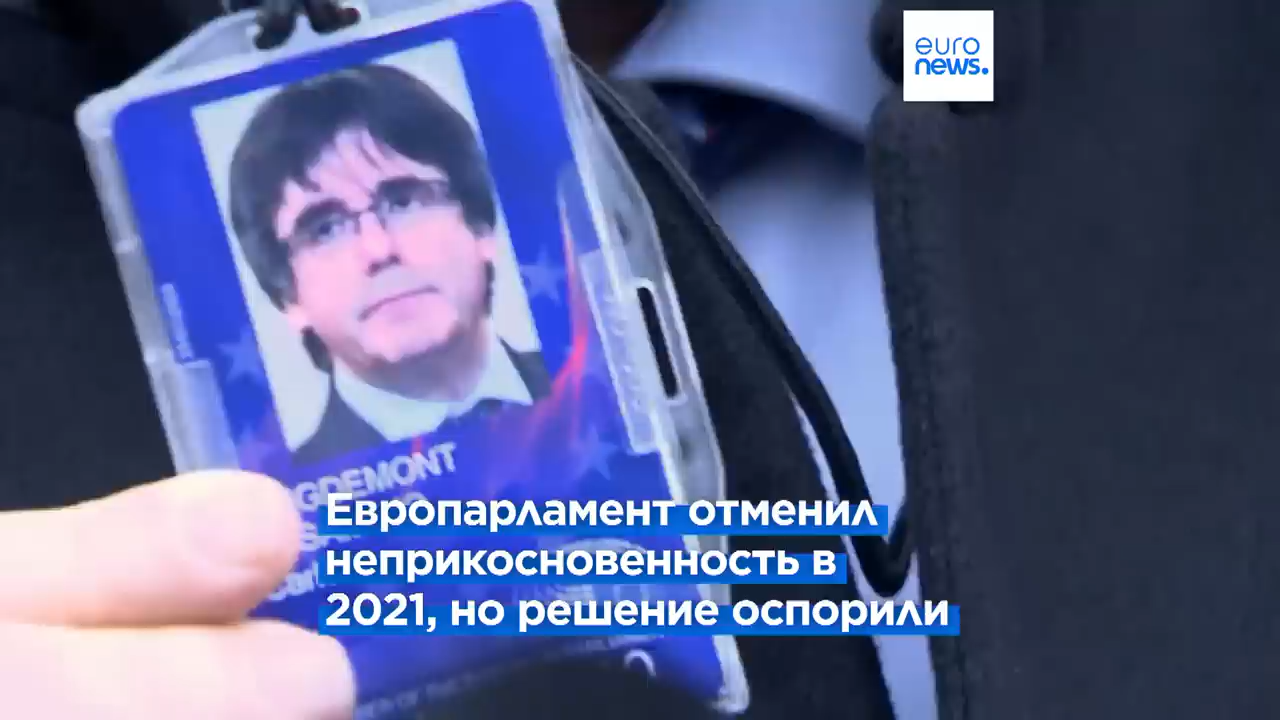 euro
news.
GDEMONT
Европарламент отменил
неприкосновенность в
2021, но решение оспорили